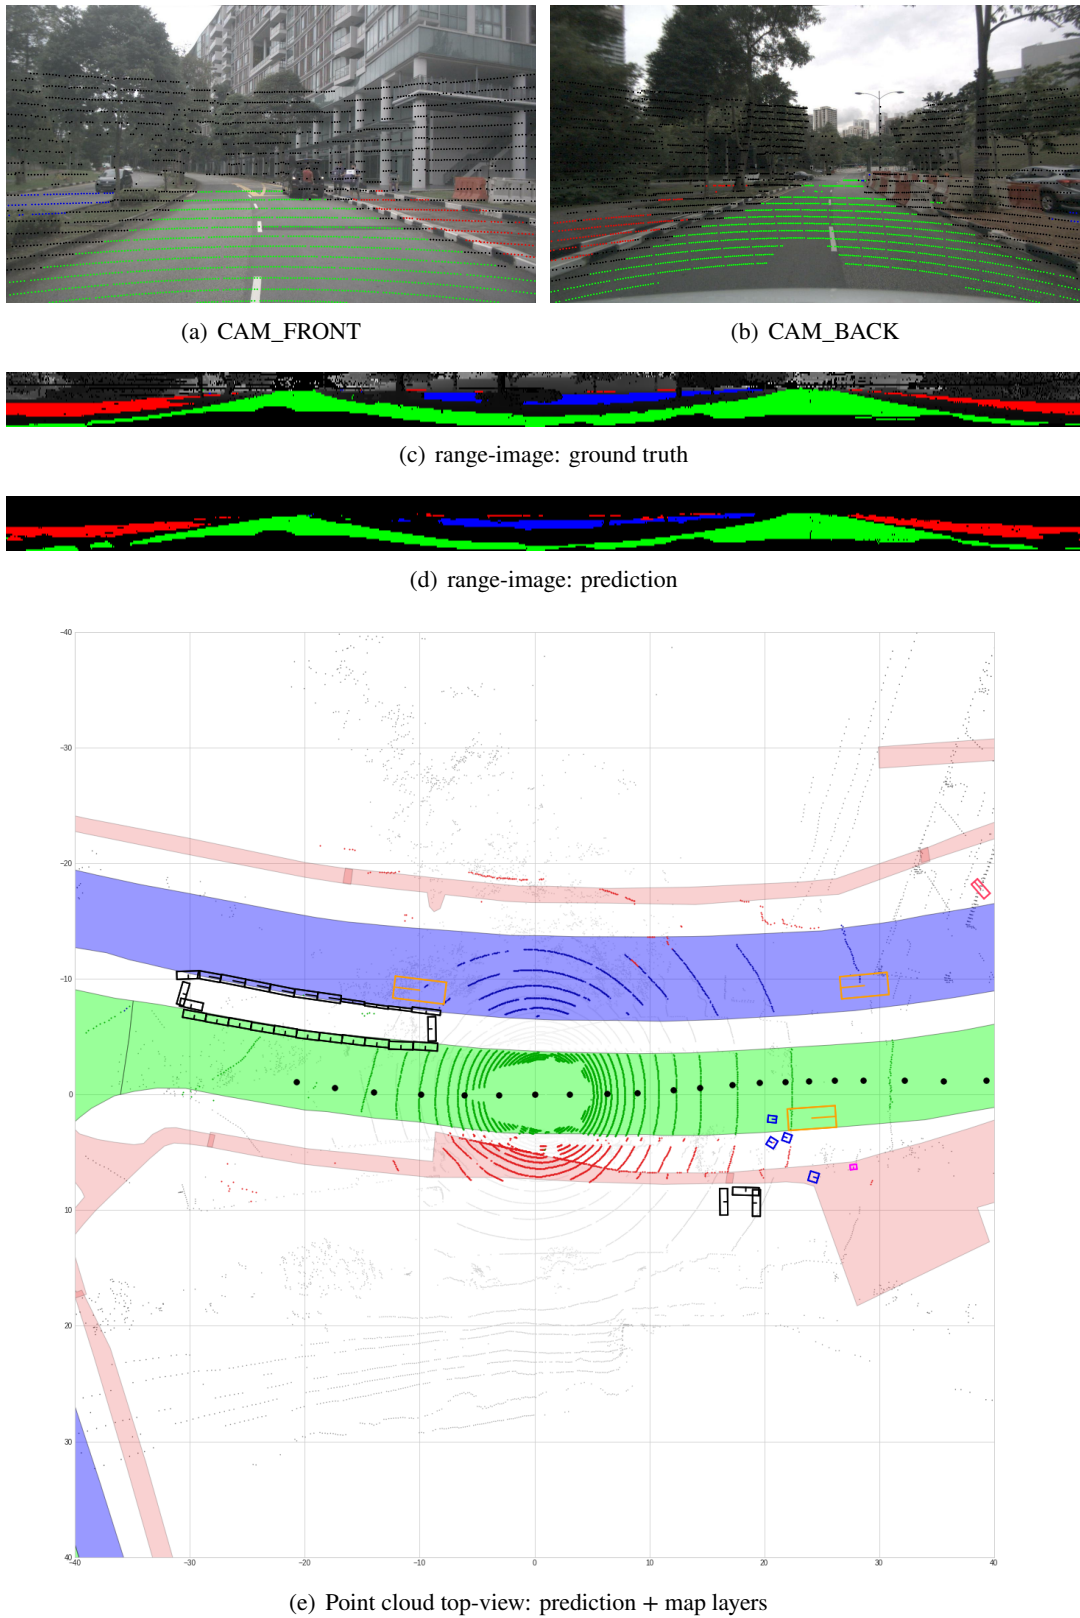 (a) CAM_FRONT
(b) CAM_BACK
(c) range-image: ground truth
(d) range-image: prediction
−40
−30
−20
−10
0
10
20
30
40
−40 −30 −20 −10 0 10 20 30 40
(e) Point cloud top-view: prediction + map layers